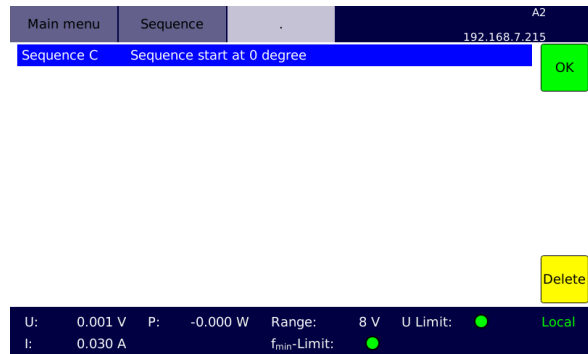 Main menu Sequence . A2
192.168.7.215
Sequence C Sequence start at 0 degree
OK
Delete
U: 0.001 V P: -0.000 W Range: 8 V U Limit: Local
I: 0.030 A fmin-Limit: